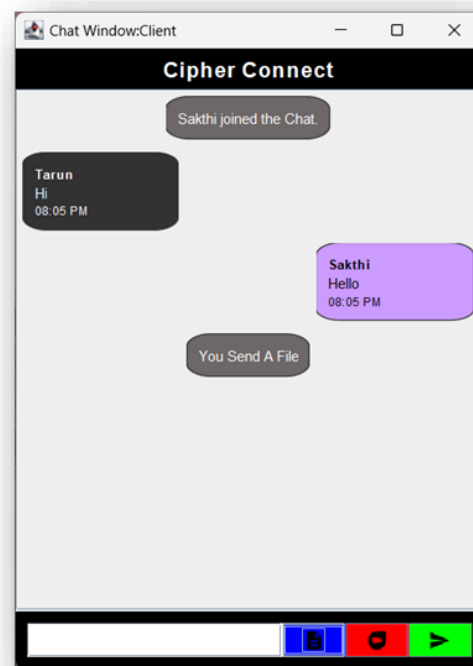 Chat Window:Client
Cipher Connect
Sakthi joined the Chat.
Tarun
Hi
08:05 PM
Sakthi
Hello
08:05 PM
You Send A File